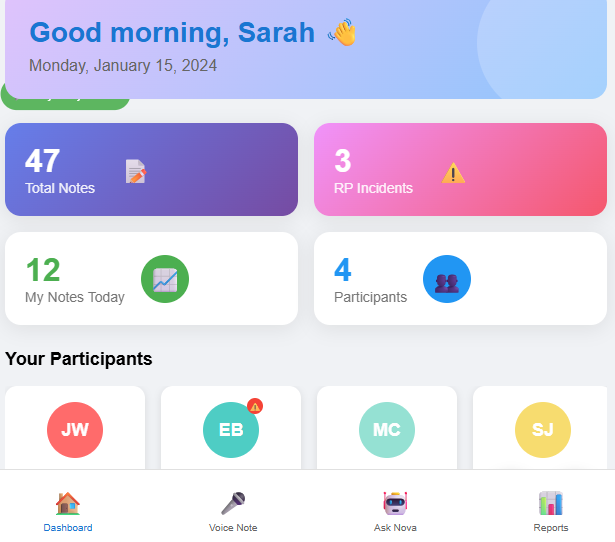 Good morning, Sarah 👋
Monday, January 15, 2024
47
Total Notes
3
RP Incidents
12
My Notes Today
4
Participants
Your Participants
JW
EB
MC
SJ
Dashboard
Voice Note
Ask Nova
Reports